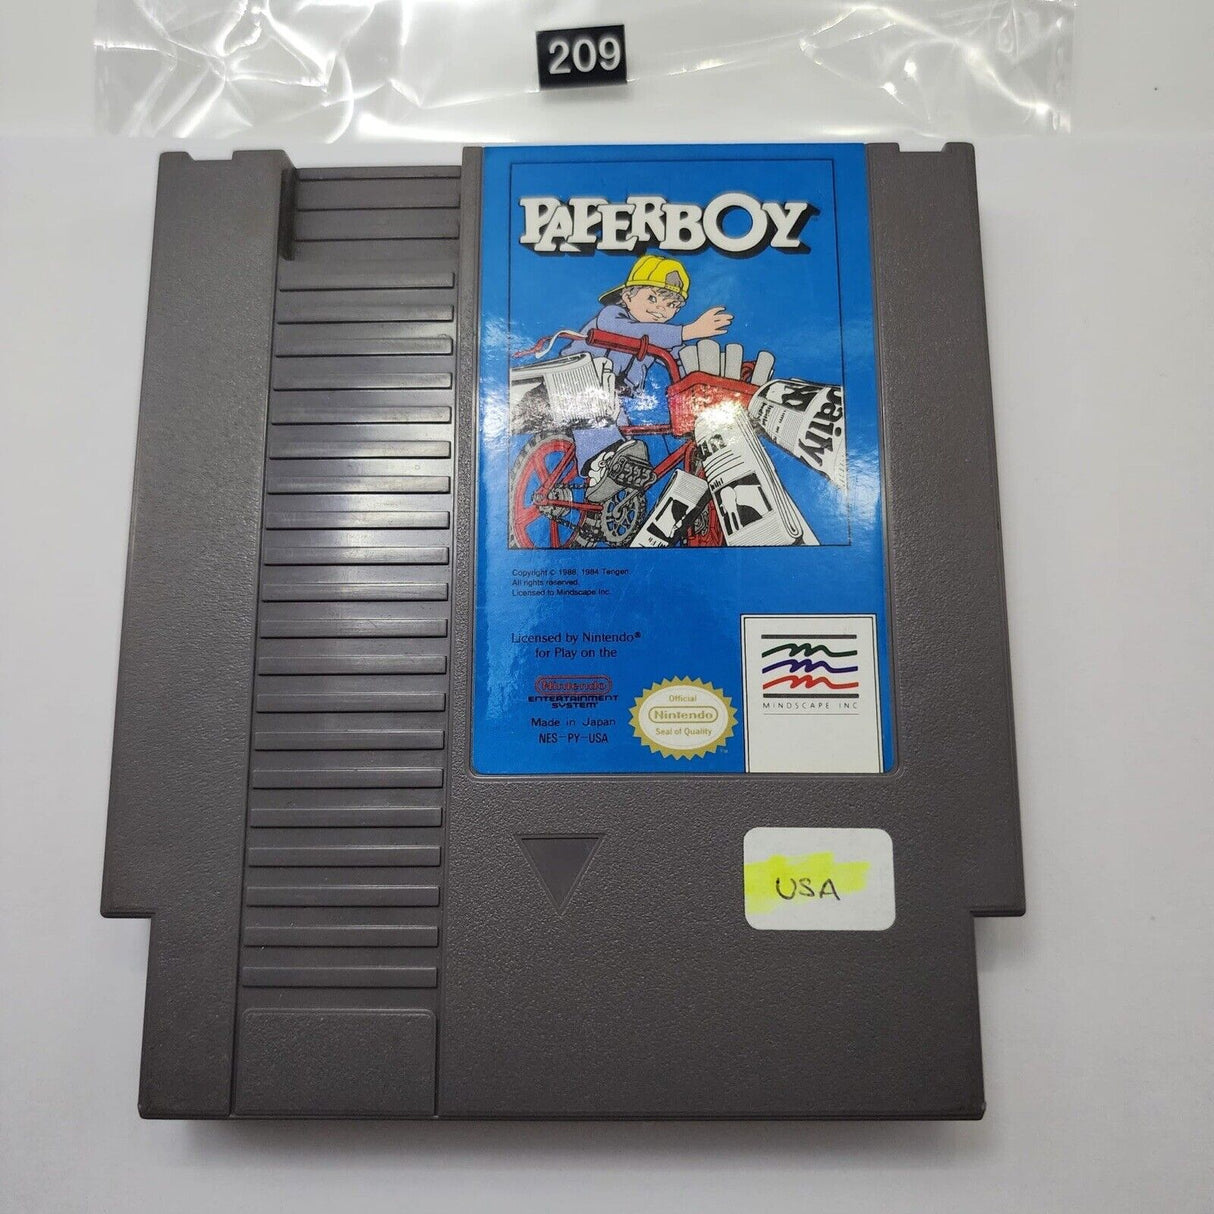 209
PAPERBOY
Daily
Copyright © 1988, 1984 Tengen.
All rights reserved.
Licensed to Mindscape Inc.
Licensed by Nintendo®
for Play on the
Nintendo
ENTERTAINMENT
SYSTEM
Made in Japan
NES-PY-USA
Official
Nintendo
Seal of Quality
MINDSCAPE INC
USA